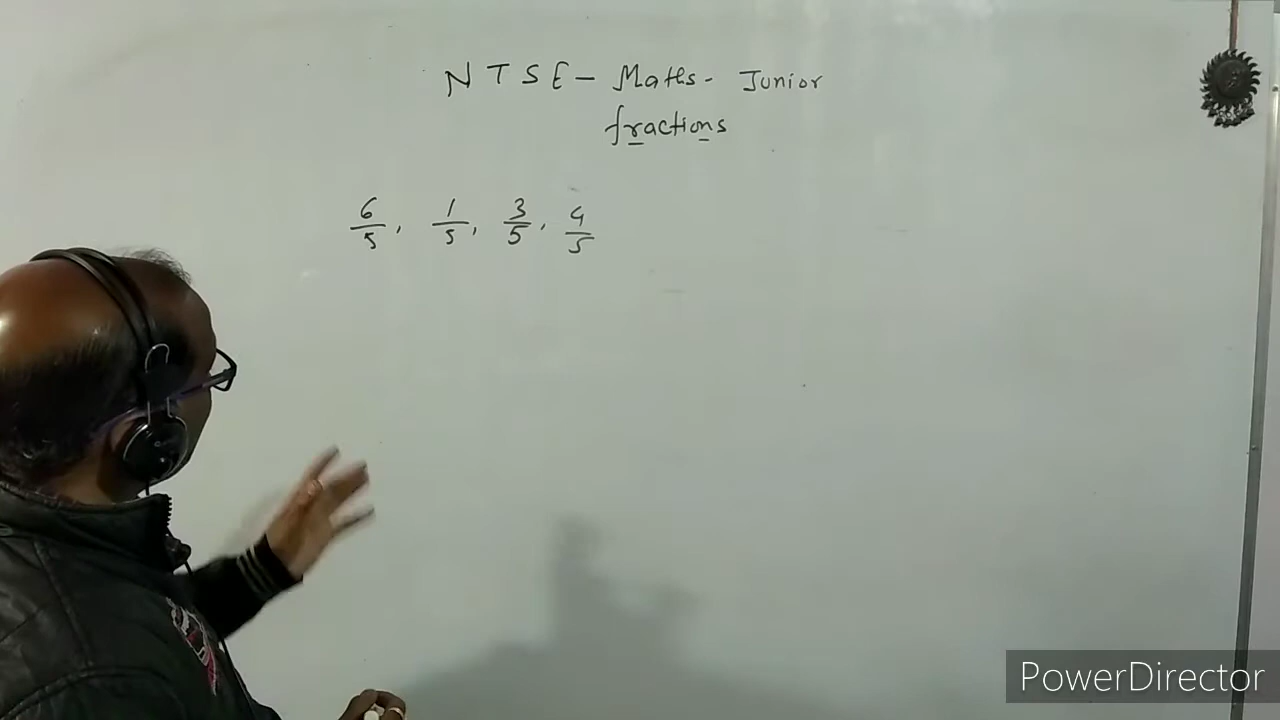 NTSE - Maths - Junior
fractions
6/5, 1/5, 3/5, 4/5
PowerDirector